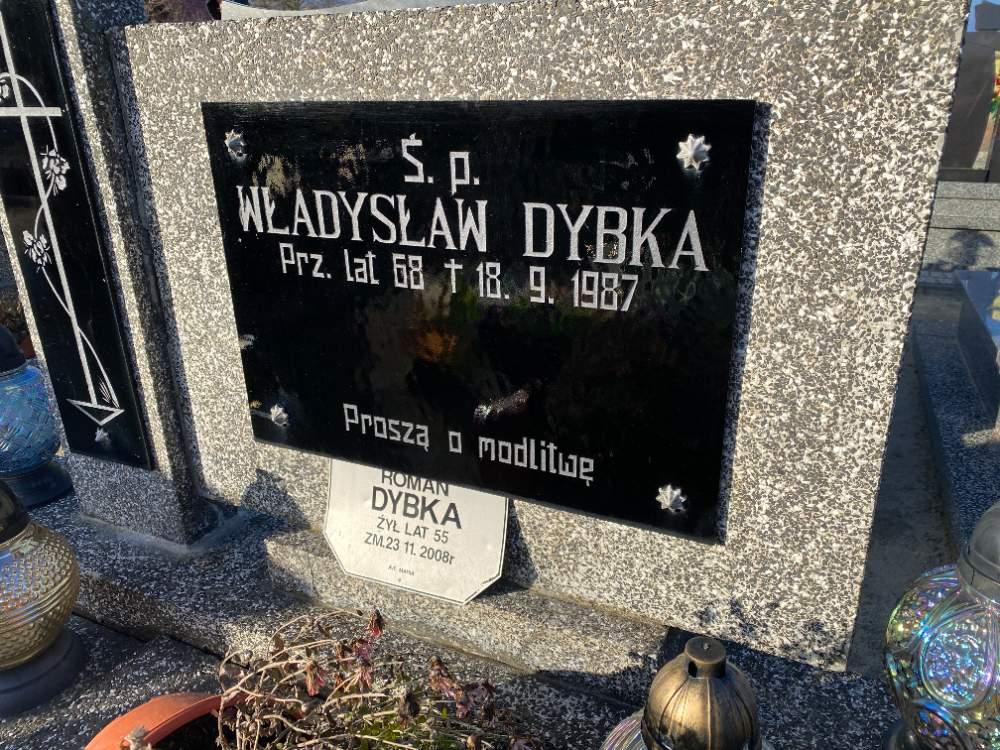 Ś. p.
WŁADYSŁAW DYBKA
Prz. lat 68 † 18. 9. 1987
Proszą o modlitwę
ROMAN
DYBKA
ŻYŁ LAT 55
ZM.23 11. 2008r